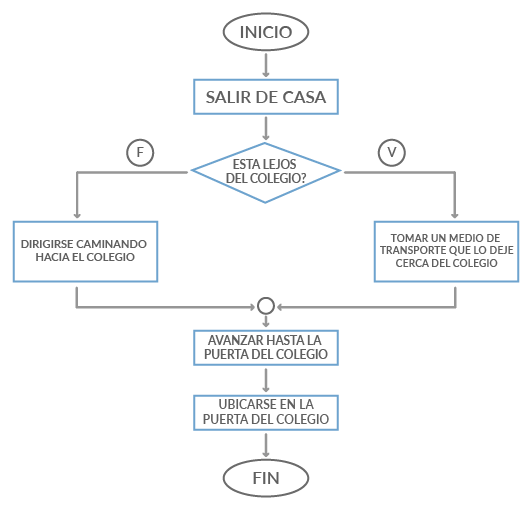 INICIO
SALIR DE CASA
F
ESTA LEJOS
DEL COLEGIO?
V
DIRIGIRSE CAMINANDO
HACIA EL COLEGIO
TOMAR UN MEDIO DE
TRANSPORTE QUE LO DEJE
CERCA DEL COLEGIO
AVANZAR HASTA LA
PUERTA DEL COLEGIO
UBICARSE EN LA
PUERTA DEL COLEGIO
FIN